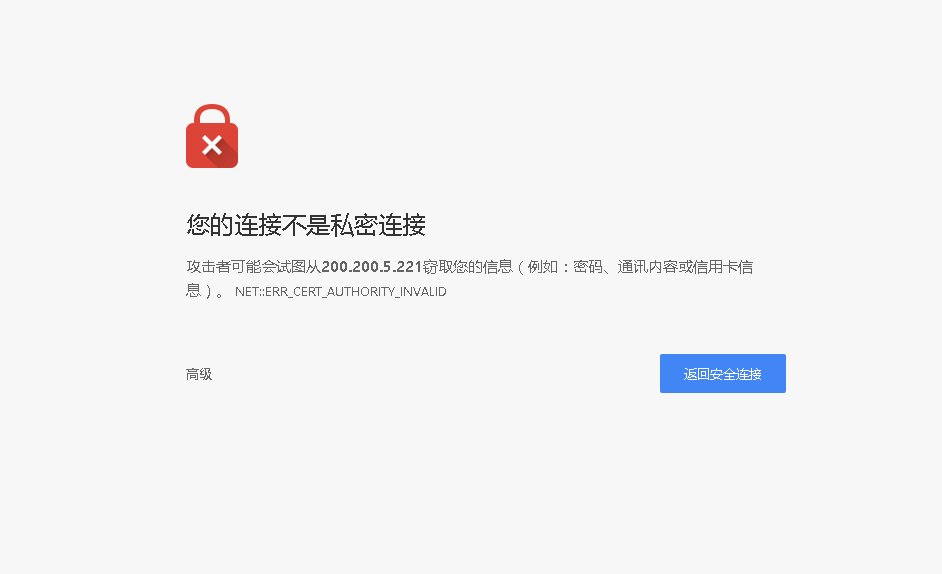 您的连接不是私密连接
攻击者可能会试图从200.200.5.221窃取您的信息（例如：密码、通讯内容或信用卡信
息）。 NET::ERR_CERT_AUTHORITY_INVALID
高级
返回安全连接